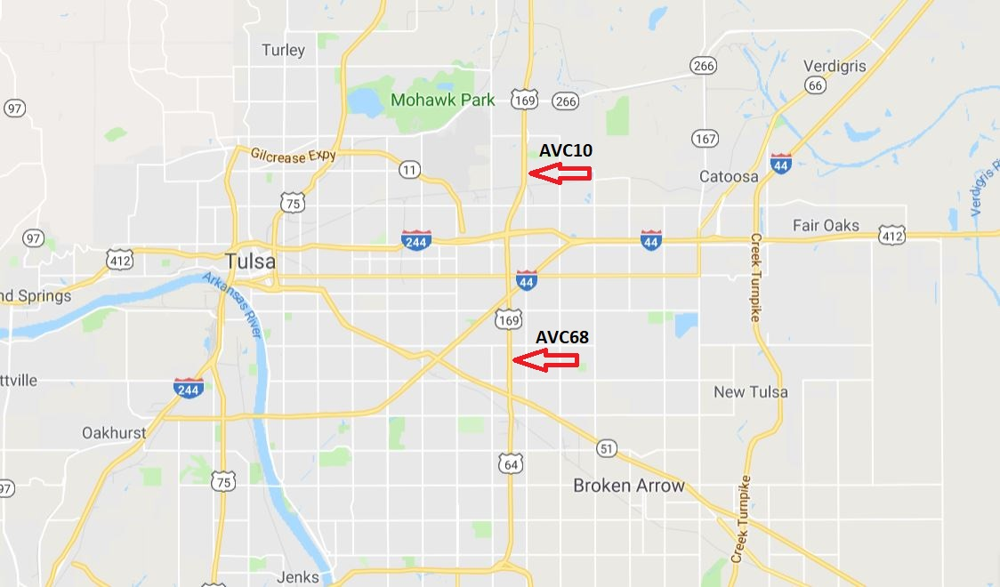 Turley
266
Verdigris
66
97
Mohawk Park
169
266
167
Gilcrease Expy
AVC10
11
44
Catoosa
Verdigris R
75
97
244
44
Fair Oaks
412
412
Tulsa
Arkansas River
44
Creek Turnpike
nd Springs
169
AVC68
ttville
244
New Tulsa
Oakhurst
51
64
75
97
Broken Arrow
Creek Turnpike
Jenks